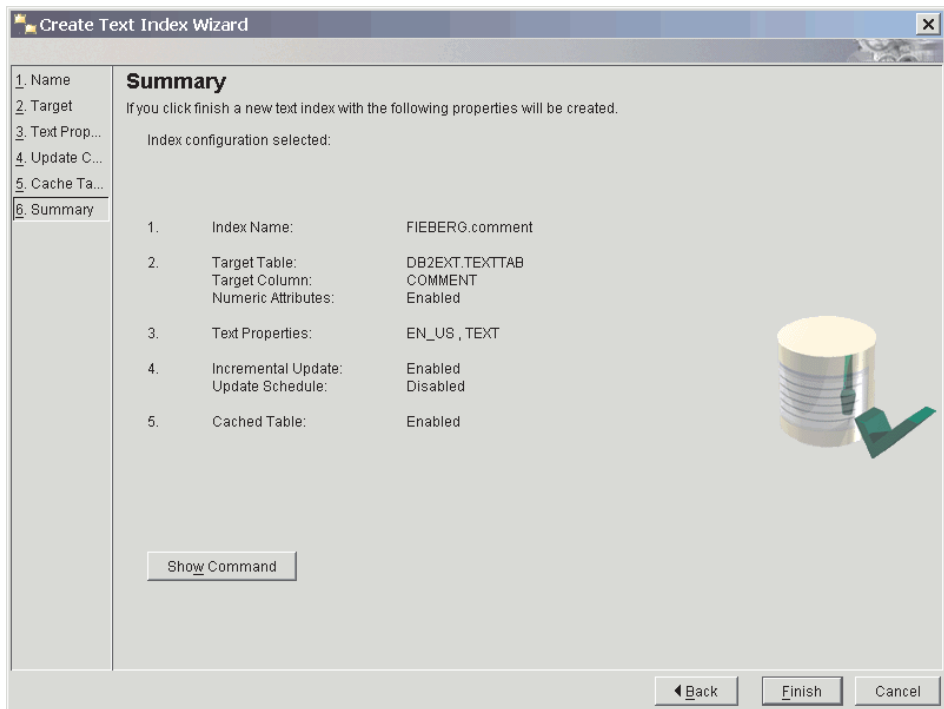 Create Text Index Wizard
1. Name
2. Target
3. Text Prop...
4. Update C...
5. Cache Ta...
6. Summary
Summary
If you click finish a new text index with the following properties will be created.
Index configuration selected:
1. Index Name: FIEBERG.comment
2. Target Table: DB2EXT.TEXTTAB
Target Column: COMMENT
Numeric Attributes: Enabled
3. Text Properties: EN_US , TEXT
4. Incremental Update: Enabled
Update Schedule: Disabled
5. Cached Table: Enabled
Show Command
Back Finish Cancel